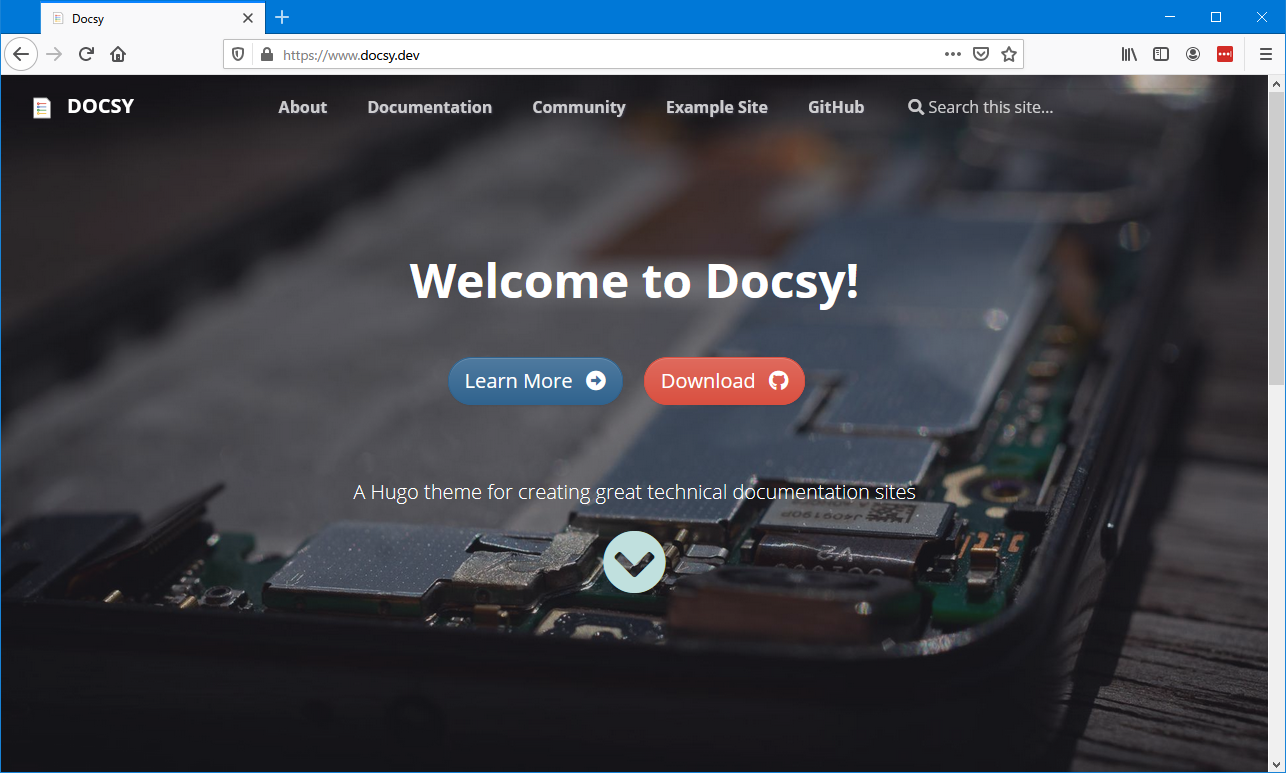 Docsy
https://www.docsy.dev
DOCSY About Documentation Community Example Site GitHub Search this site...
Welcome to Docsy!
Learn More Download
A Hugo theme for creating great technical documentation sites
J409190P